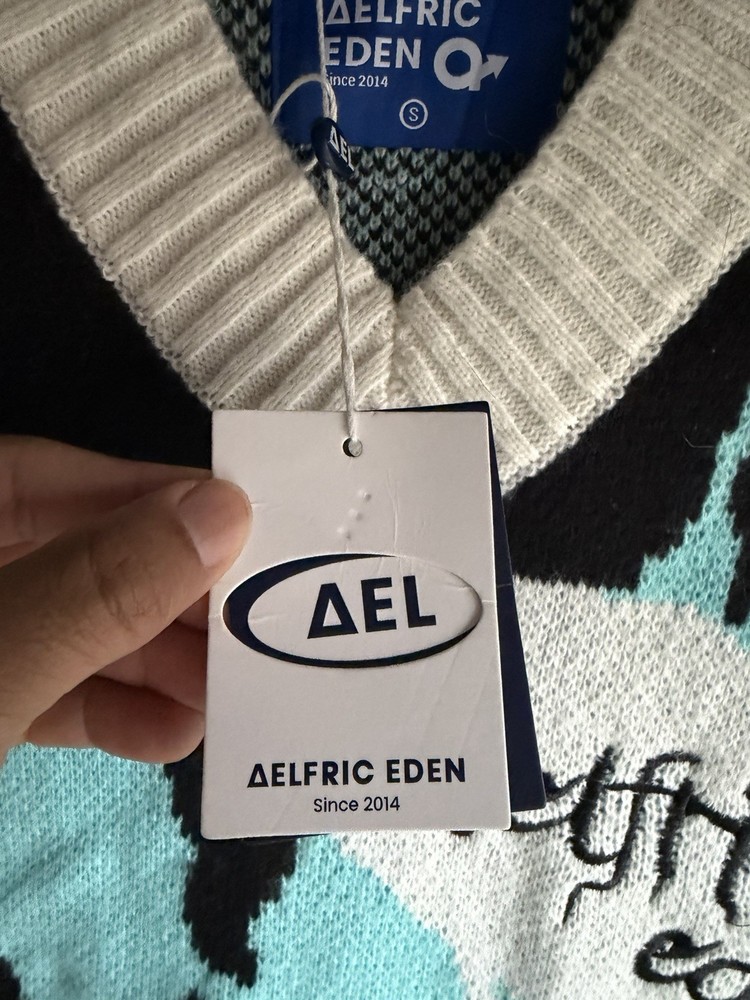 ΔELFRIC
EDEN
Since 2014
S
ΔEL
ΔEL
ΔELFRIC EDEN
Since 2014